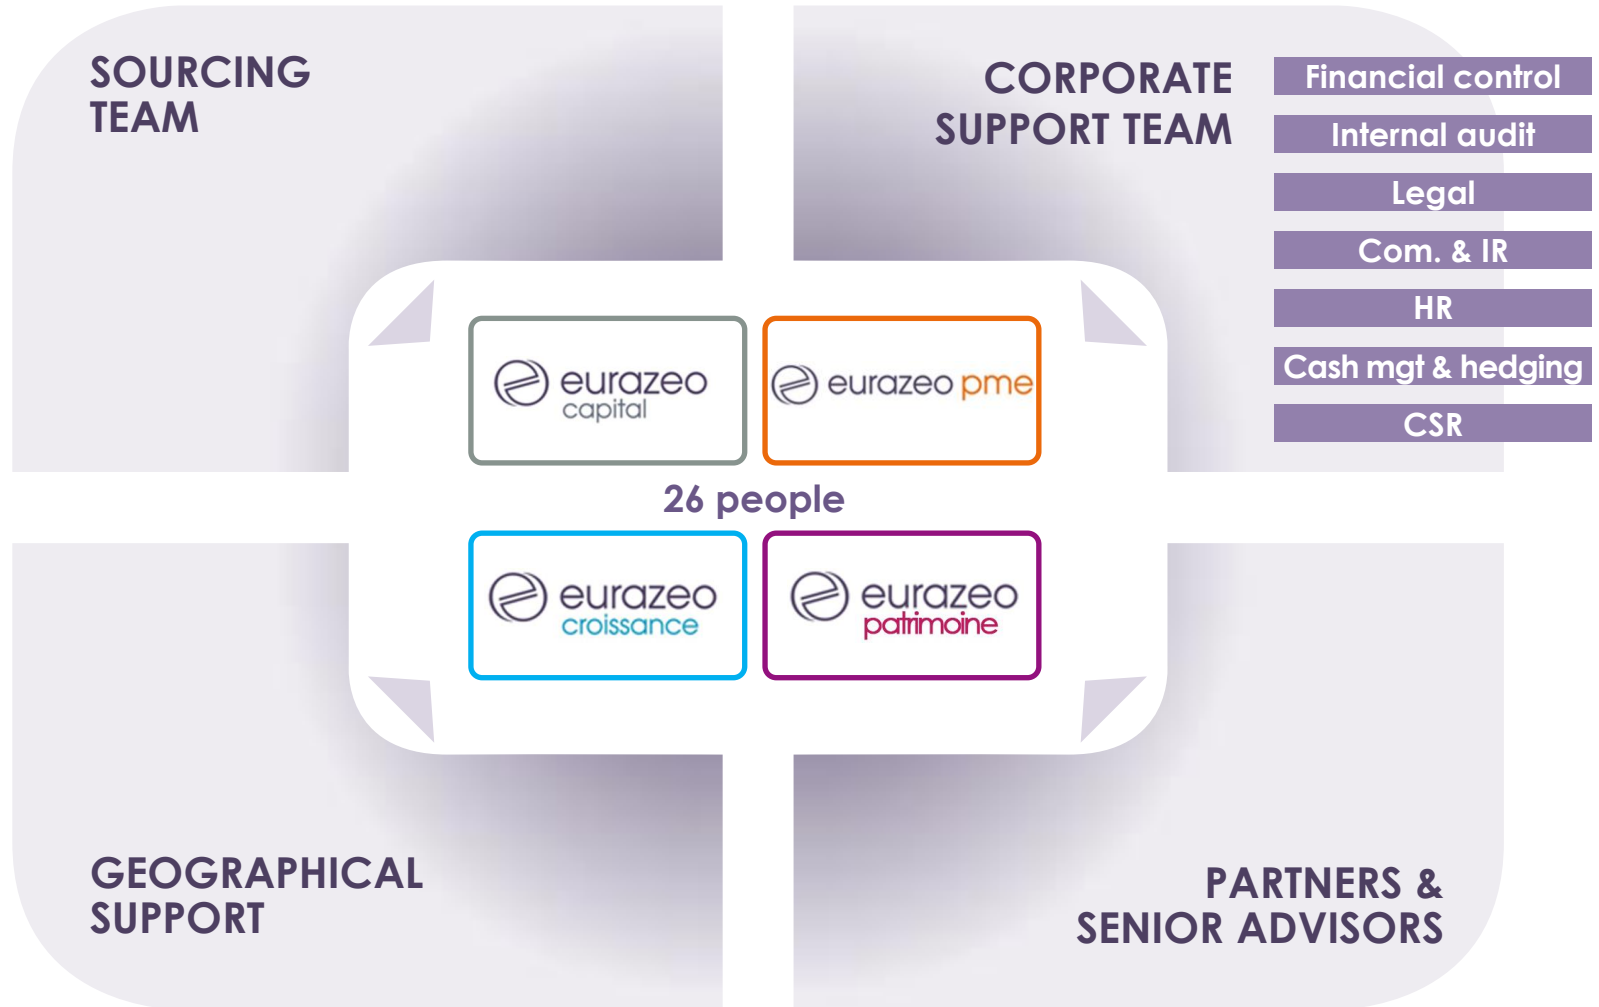 SOURCING
TEAM
CORPORATE
SUPPORT TEAM
Financial control
Internal audit
Legal
Com. & IR
HR
Cash mgt & hedging
CSR
eurazeo
capital
eurazeo pme
26 people
eurazeo
croissance
eurazeo
patrimoine
GEOGRAPHICAL
SUPPORT
PARTNERS &
SENIOR ADVISORS